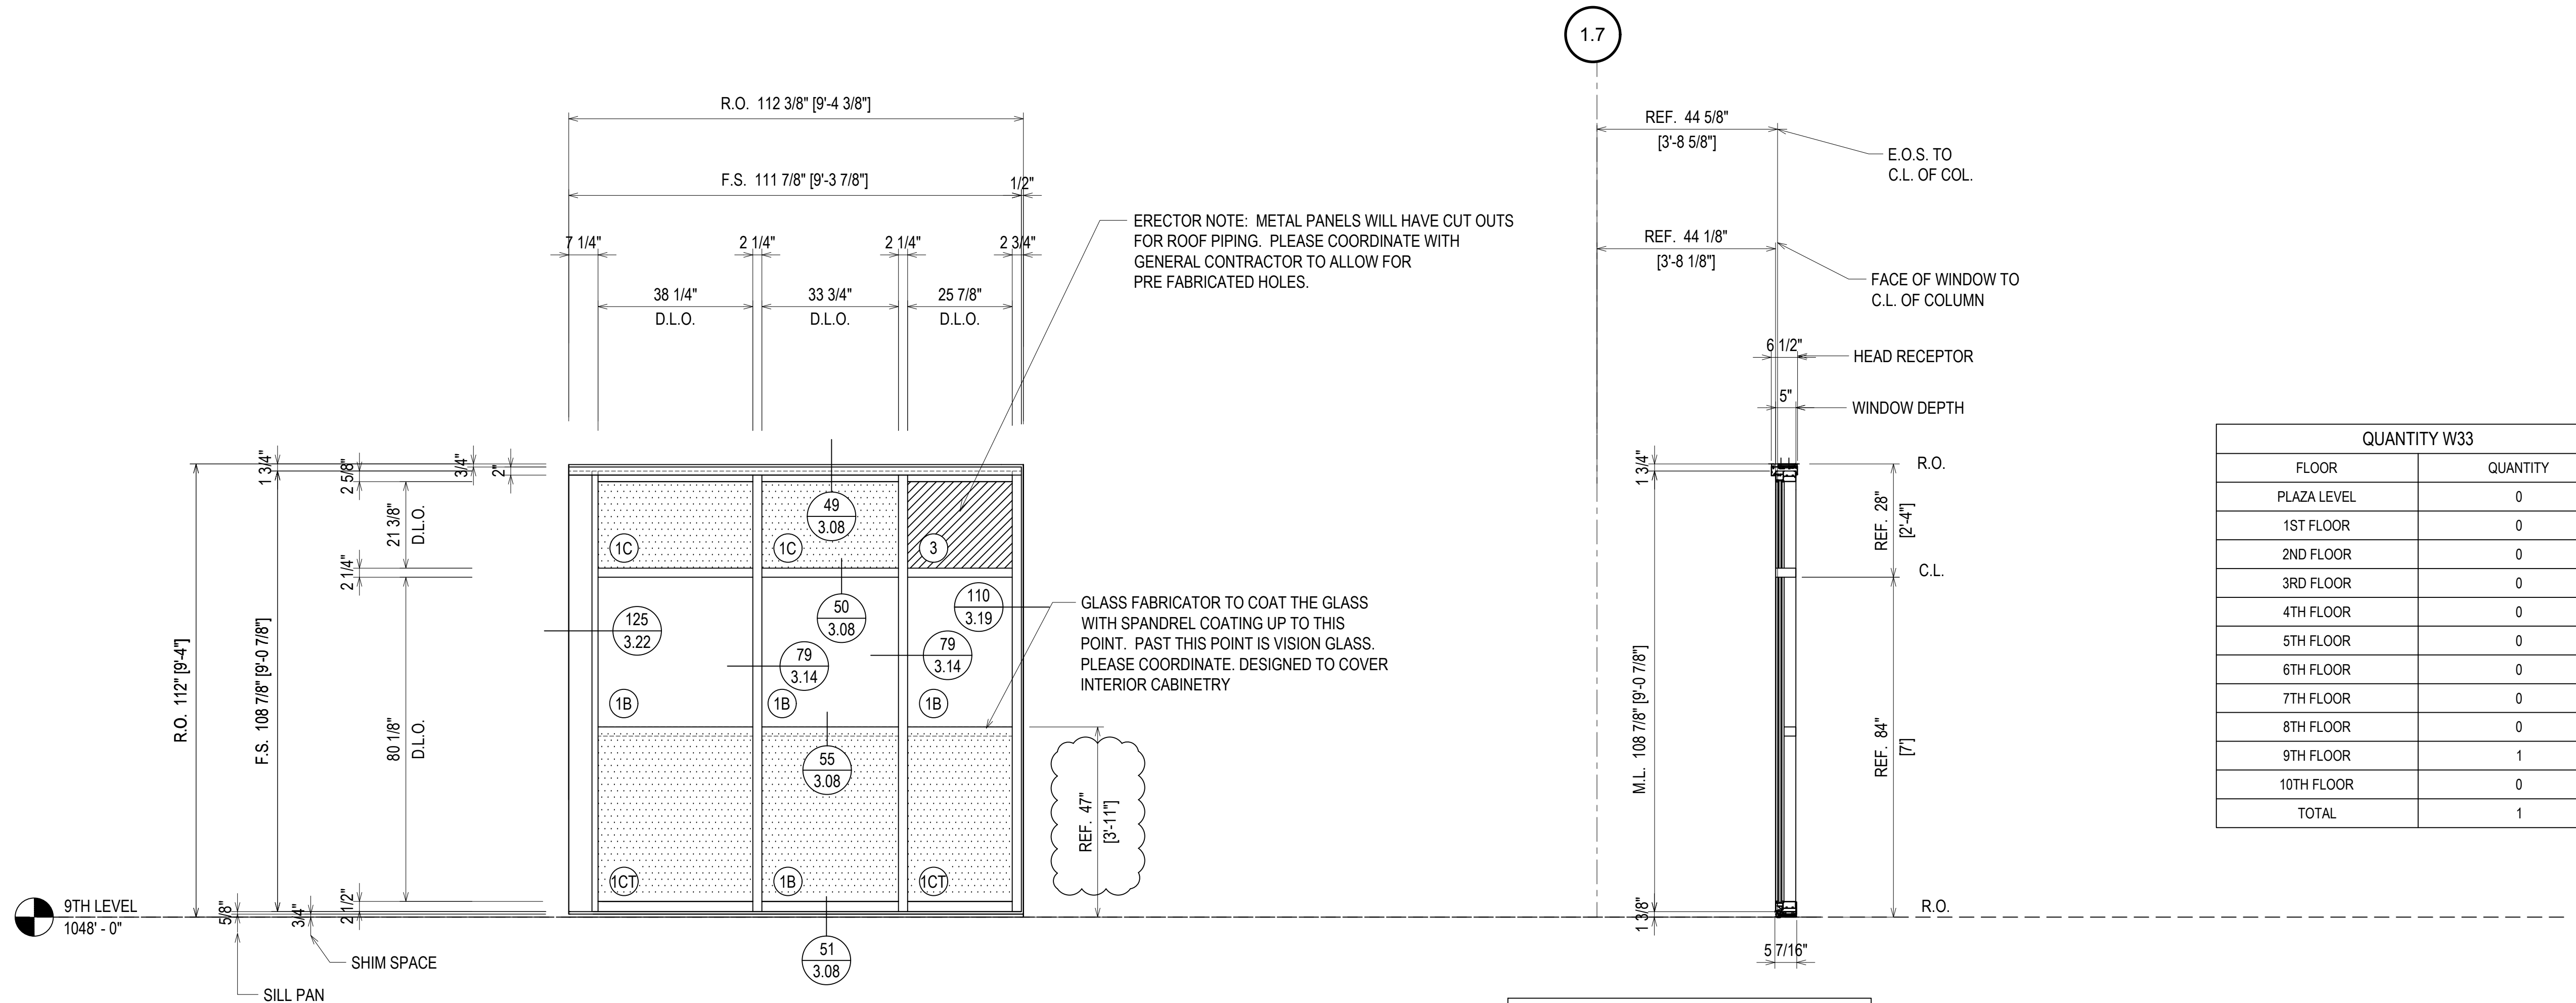 1.7
R.O. 112 3/8" [9'-4 3/8"]
F.S. 111 7/8" [9'-3 7/8"]
1/2"
7 1/4"
2 1/4"
2 1/4"
2 3/4"
38 1/4"
D.L.O.
33 3/4"
D.L.O.
25 7/8"
D.L.O.
ERECTOR NOTE: METAL PANELS WILL HAVE CUT OUTS
FOR ROOF PIPING. PLEASE COORDINATE WITH
GENERAL CONTRACTOR TO ALLOW FOR
PRE FABRICATED HOLES.
R.O. 112" [9'-4"]
F.S. 108 7/8" [9'-0 7/8"]
1 3/4"
2 5/8"
3/4"
2"
21 3/8"
D.L.O.
2 1/4"
80 1/8"
D.L.O.
2 1/2"
5/8"
3/4"
49
3.08
1C
1C
3
50
3.08
110
3.19
125
3.22
79
3.14
79
3.14
1B
1B
1B
55
3.08
1CT
1B
1CT
51
3.08
GLASS FABRICATOR TO COAT THE GLASS
WITH SPANDREL COATING UP TO THIS
POINT. PAST THIS POINT IS VISION GLASS.
PLEASE COORDINATE. DESIGNED TO COVER
INTERIOR CABINETRY
REF. 47"
[3'-11"]
9TH LEVEL
1048' - 0"
SHIM SPACE
SILL PAN
REF. 44 5/8"
[3'-8 5/8"]
E.O.S. TO
C.L. OF COL.
REF. 44 1/8"
[3'-8 1/8"]
FACE OF WINDOW TO
C.L. OF COLUMN
6 1/2"
HEAD RECEPTOR
5"
WINDOW DEPTH
1 3/4"
R.O.
REF. 28"
[2'-4"]
C.L.
M.L. 108 7/8" [9'-0 7/8"]
REF. 84"
[7']
1 3/8"
R.O.
5 7/16"
QUANTITY W33
FLOOR QUANTITY
PLAZA LEVEL 0
1ST FLOOR 0
2ND FLOOR 0
3RD FLOOR 0
4TH FLOOR 0
5TH FLOOR 0
6TH FLOOR 0
7TH FLOOR 0
8TH FLOOR 0
9TH FLOOR 1
10TH FLOOR 0
TOTAL 1